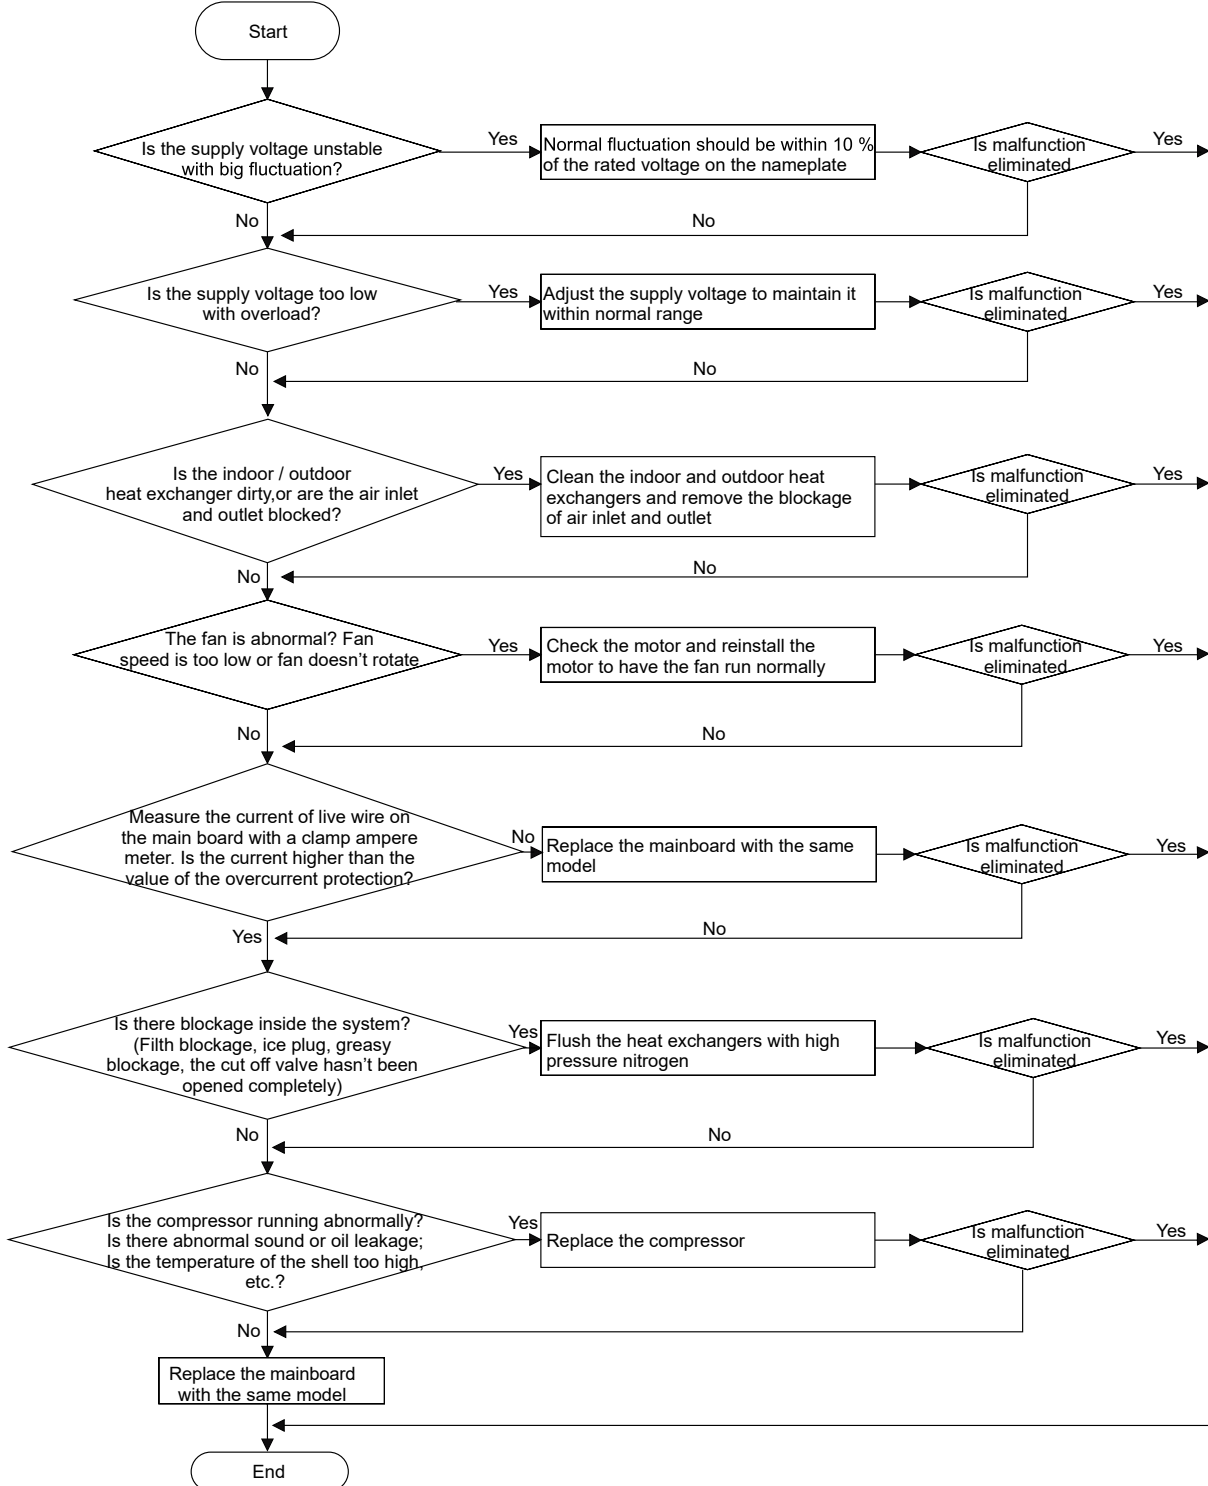 Start
Is the supply voltage unstable
with big fluctuation?
Yes
Normal fluctuation should be within 10 %
of the rated voltage on the nameplate
Is malfunction
eliminated
Yes
No
No
Is the supply voltage too low
with overload?
Yes
Adjust the supply voltage to maintain it
within normal range
Is malfunction
eliminated
Yes
No
No
Is the indoor / outdoor
heat exchanger dirty,or are the air inlet
and outlet blocked?
Yes
Clean the indoor and outdoor heat
exchangers and remove the blockage
of air inlet and outlet
Is malfunction
eliminated
Yes
No
No
The fan is abnormal? Fan
speed is too low or fan doesn’t rotate
Yes
Check the motor and reinstall the
motor to have the fan run normally
Is malfunction
eliminated
Yes
No
No
Measure the current of live wire on
the main board with a clamp ampere
meter. Is the current higher than the
value of the overcurrent protection?
No
Replace the mainboard with the same
model
Is malfunction
eliminated
Yes
Yes
No
Is there blockage inside the system?
(Filth blockage, ice plug, greasy
blockage, the cut off valve hasn’t been
opened completely)
Yes
Flush the heat exchangers with high
pressure nitrogen
Is malfunction
eliminated
Yes
No
No
Is the compressor running abnormally?
Is there abnormal sound or oil leakage;
Is the temperature of the shell too high,
etc.?
Yes
Replace the compressor
Is malfunction
eliminated
Yes
No
Replace the mainboard
with the same model
End